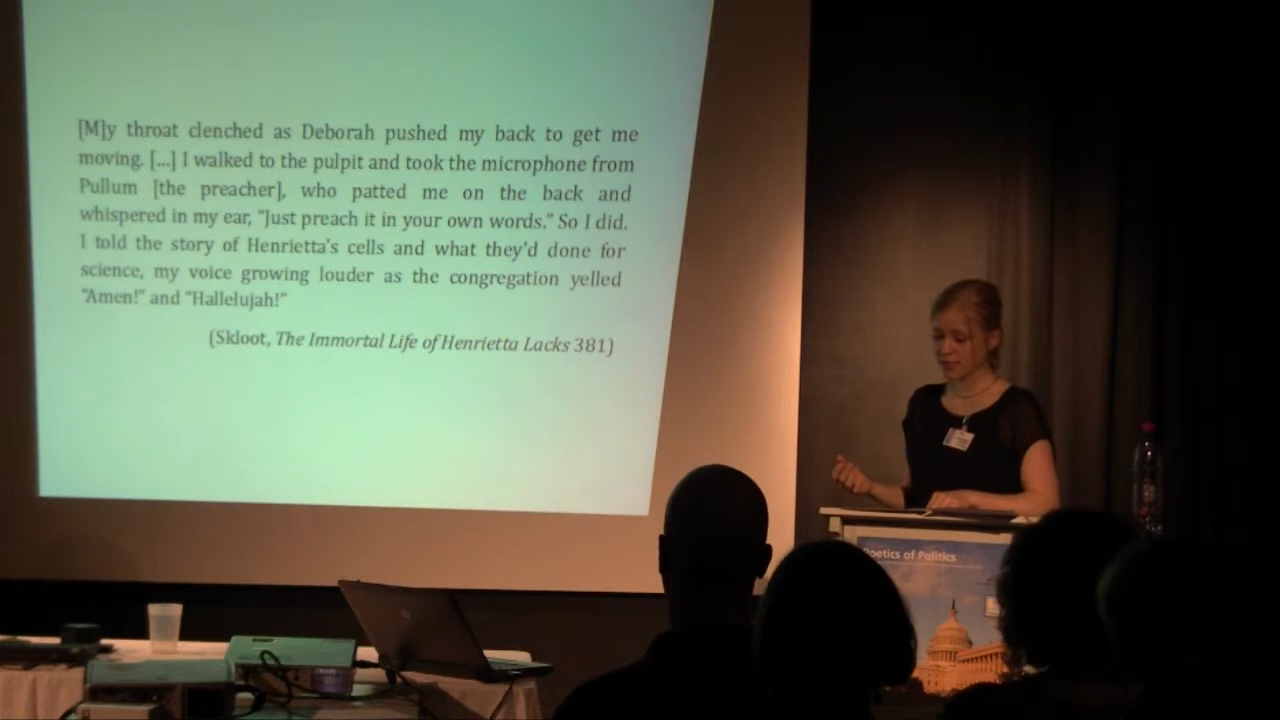 [M]y throat clenched as Deborah pushed my back to get me
moving. [...] I walked to the pulpit and took the microphone from
Pullum [the preacher], who patted me on the back and
whispered in my ear, “Just preach it in your own words.” So I did.
I told the story of Henrietta's cells and what they'd done for
science, my voice growing louder as the congregation yelled
“Amen!” and “Hallelujah!”
(Skloot, The Immortal Life of Henrietta Lacks 381)
Poetics of Politics